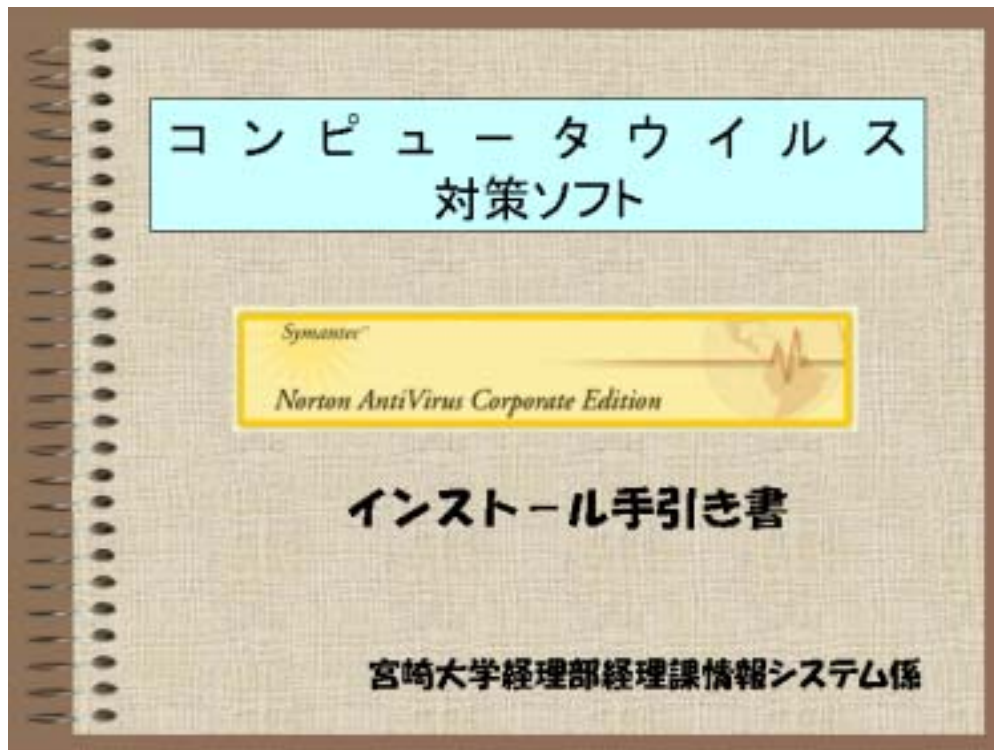 コンピュータウイルス
対策ソフト
Symantec™
Norton AntiVirus Corporate Edition
インストール手引き書
宮崎大学経理部経理課情報システム係